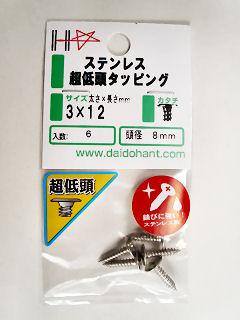 ステンレス
超低頭タッピング
サイズ 太さ×長さmm
カタチ
3×12
入数: 6
頭径 8mm
www.daidohant.com
超低頭
錆びに強い!
ステンレス製